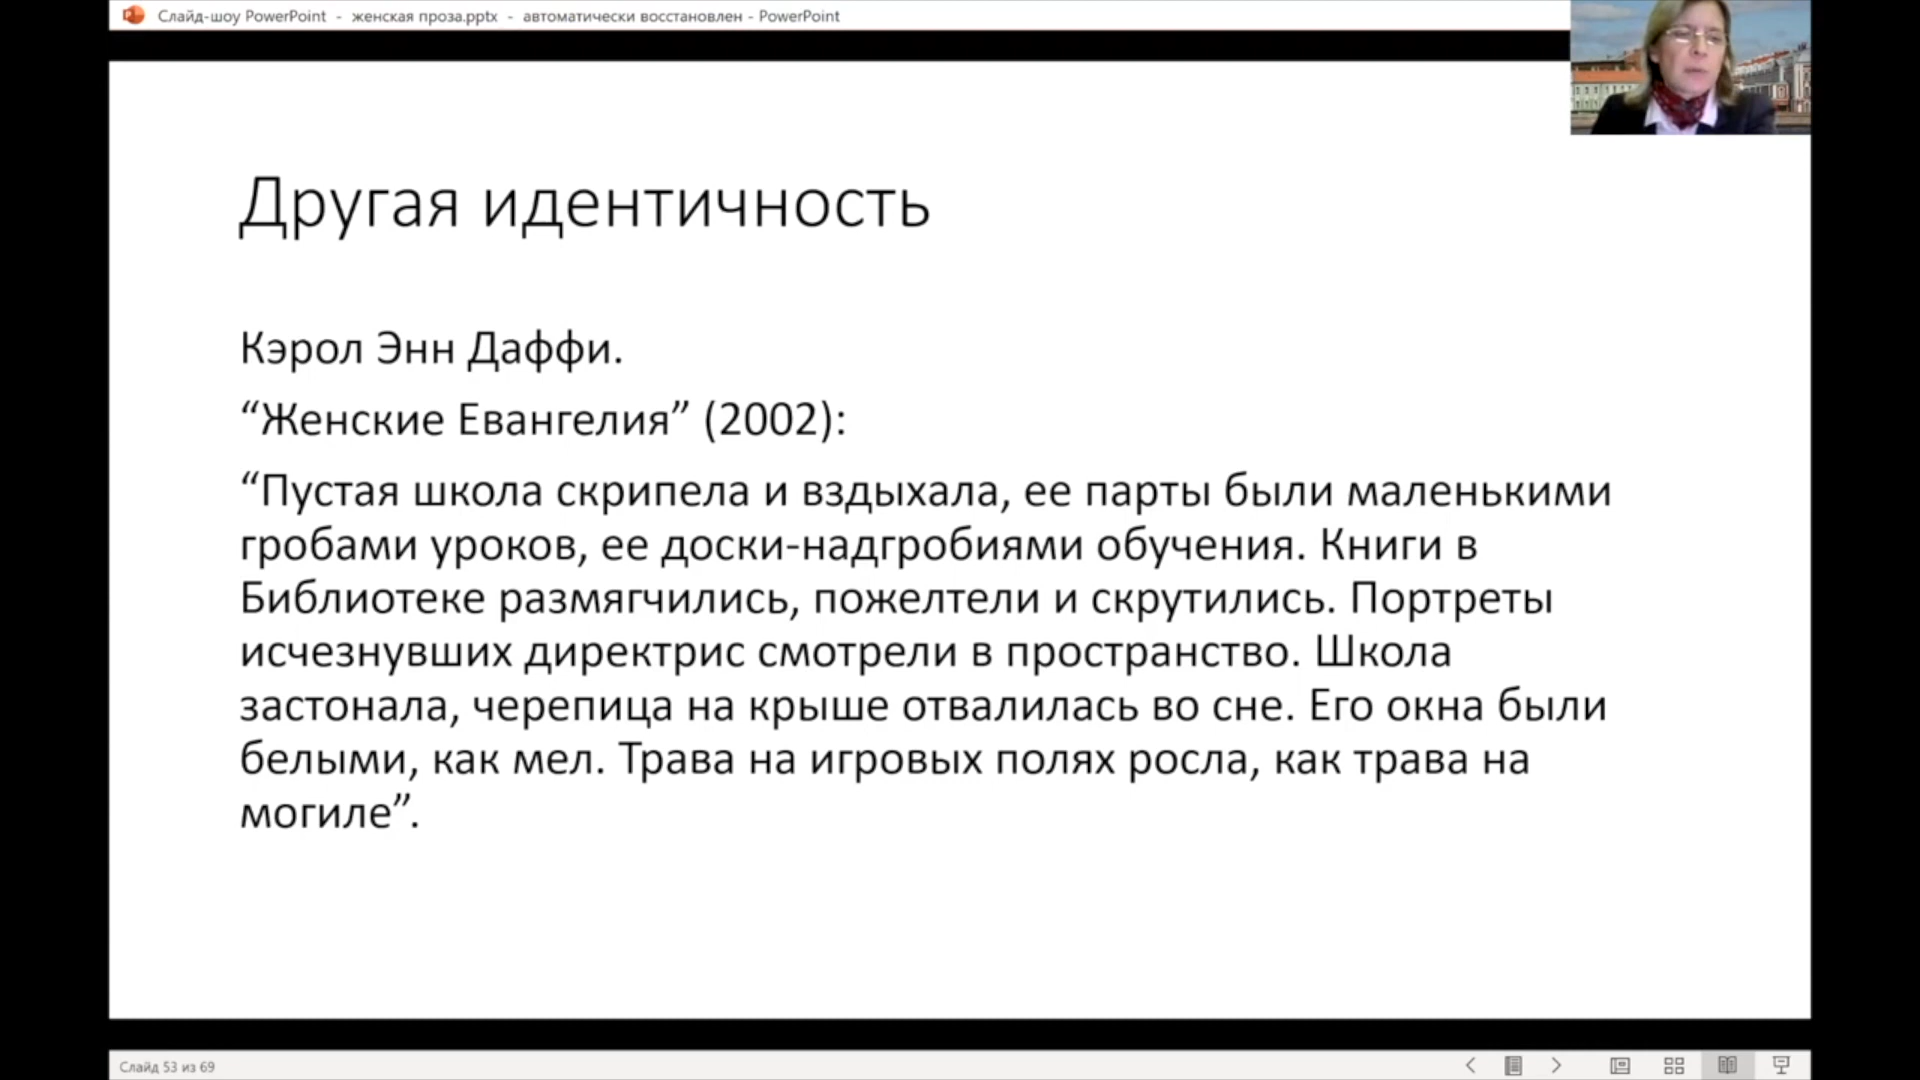 Слайд-шоу PowerPoint - женская проза.pptx - автоматически восстановлен - PowerPoint
Другая идентичность
Кэрол Энн Даффи.
“Женские Евангелия” (2002):
“Пустая школа скрипела и вздыхала, ее парты были маленькими
гробами уроков, ее доски-надгробиями обучения. Книги в
Библиотеке размягчились, пожелтели и скрутились. Портреты
исчезнувших директрис смотрели в пространство. Школа
застонала, черепица на крыше отвалилась во сне. Его окна были
белыми, как мел. Трава на игровых полях росла, как трава на
могиле”.
Слайд 53 из 69